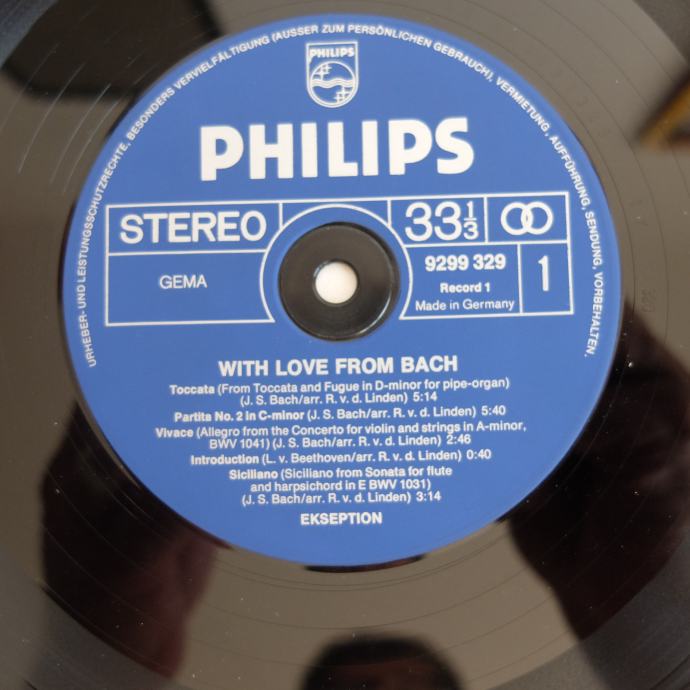 URHEBER- UND LEISTUNGSSCHUTZRECHTE, BESONDERS VERVIELFÄLTIGUNG (AUSSER ZUM PERSÖNLICHEN GEBRAUCH), VERMIETUNG, AUFFÜHRUNG, SENDUNG, VORBEHALTEN.
PHILIPS
PHILIPS
STEREO
33 1/3
GEMA
9299 329
Record 1
Made in Germany
1
WITH LOVE FROM BACH
Toccata (From Toccata and Fugue in D-minor for pipe-organ)
(J. S. Bach/arr. R. v. d. Linden) 5:14
Partita No. 2 in C-minor (J. S. Bach/arr. R. v. d. Linden) 5:40
Vivace (Allegro from the Concerto for violin and strings in A-minor,
BWV 1041) (J. S. Bach/arr. R. v. d. Linden) 2:46
Introduction (L. v. Beethoven/arr. R. v. d. Linden) 0:40
Siciliano (Siciliano from Sonata for flute
and harpsichord in E BWV 1031)
(J. S. Bach/arr. R. v. d. Linden) 3:14
EKSEPTION